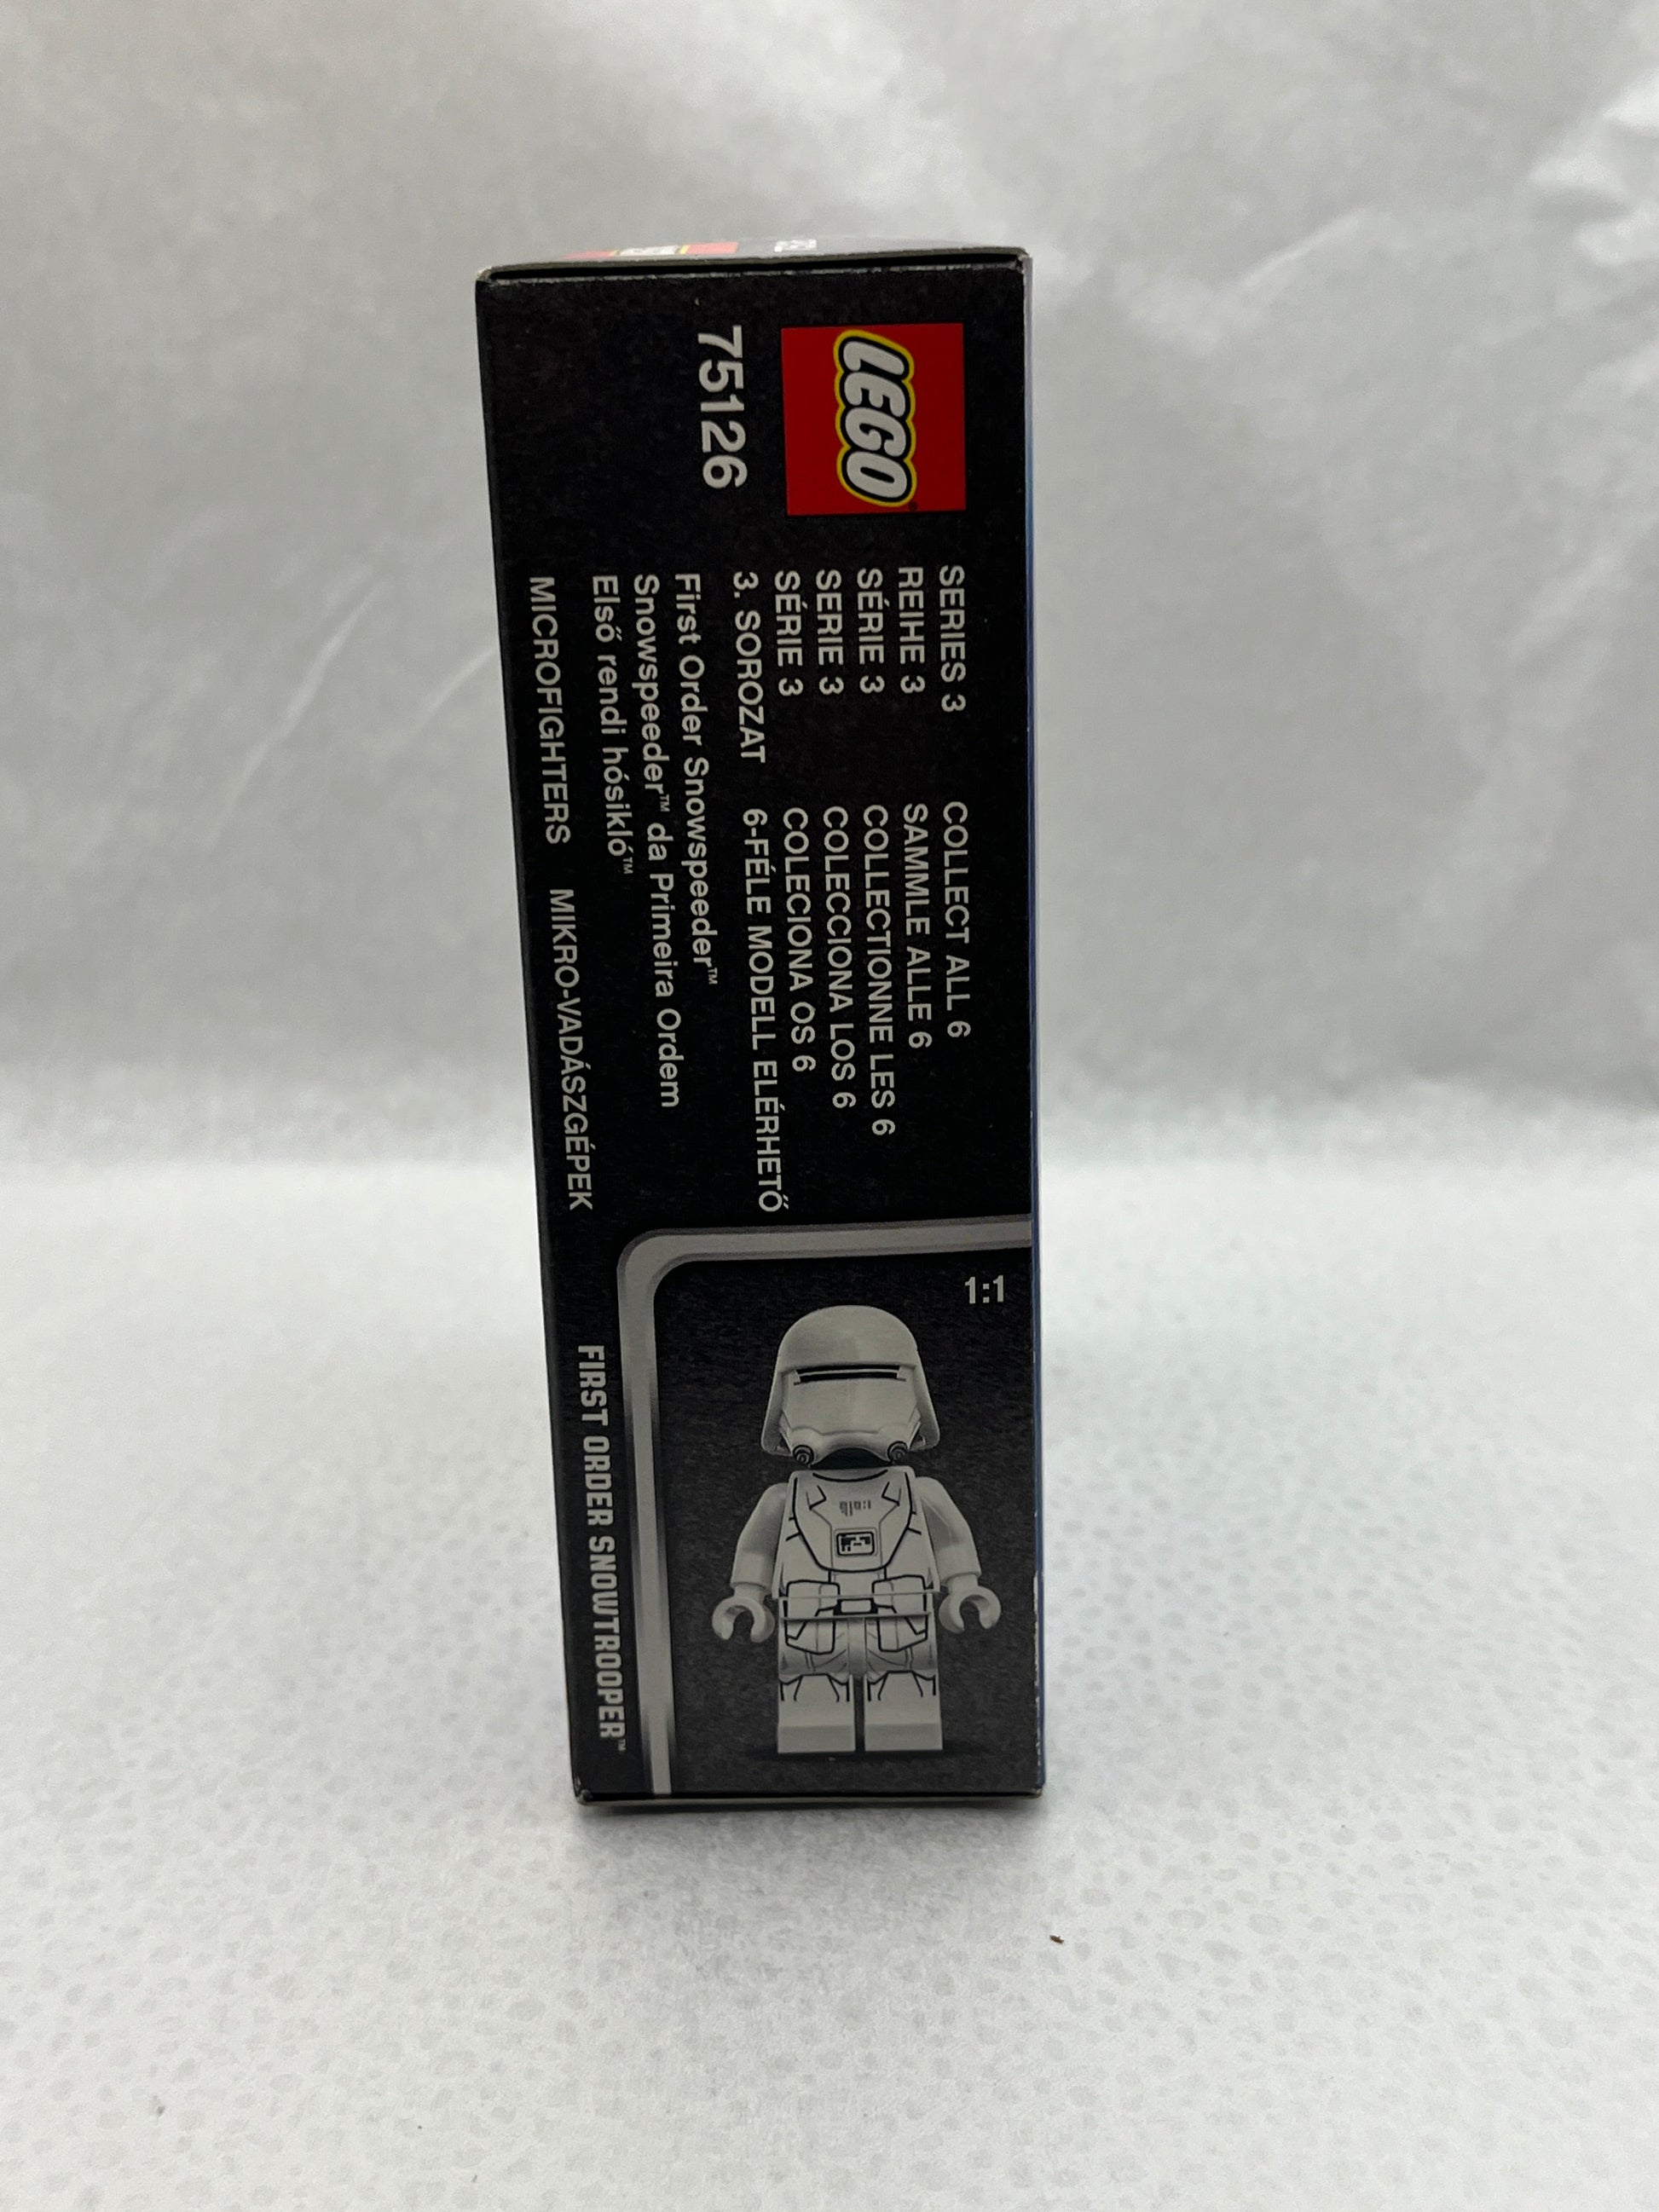 LEGO
75126
SERIES 3
REIHE 3
SÉRIE 3
SERIE 3
SÉRIE 3
3. SOROZAT
COLLECT ALL 6
SAMMLE ALLE 6
COLLECTIONNE LES 6
COLECCIONA LOS 6
COLECIONA OS 6
6-FÉLE MODELL ELÉRHETŐ
First Order Snowspeeder™
Snowspeeder™ da Primeira Ordem
Első rendi hósikló™
MICROFIGHTERS MIKRO-VADÁSZGÉPEK
1:1
FIRST ORDER SNOWTROOPER™